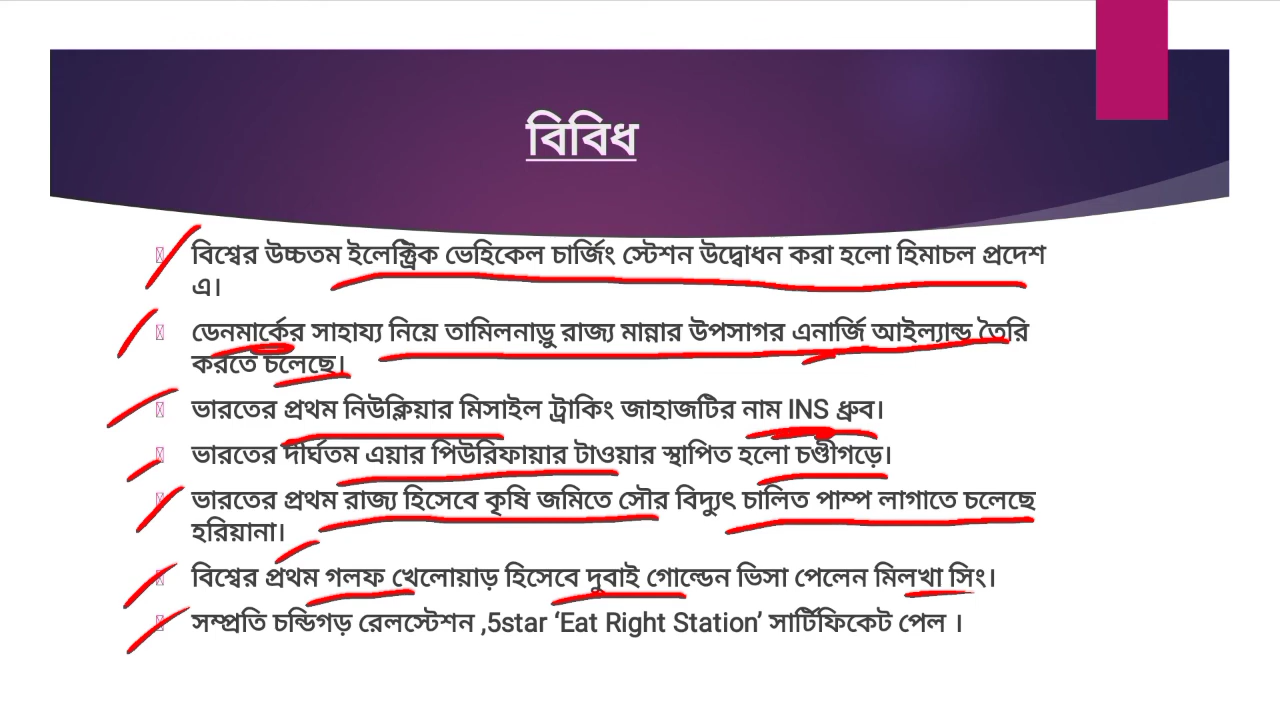 বিবিধ
বিশ্বের উচ্চতম ইলেক্ট্রিক ভেহিকেল চার্জিং স্টেশন উদ্বোধন করা হলো হিমাচল প্রদেশ
এ।
ডেনমার্কের সাহায্য নিয়ে তামিলনাড়ু রাজ্য মান্নার উপসাগর এনার্জি আইল্যান্ড তৈরি
করতে চলেছে।
ভারতের প্রথম নিউক্লিয়ার মিসাইল ট্রাকিং জাহাজটির নাম INS ধ্রুব।
ভারতের দীর্ঘতম এয়ার পিউরিফায়ার টাওয়ার স্থাপিত হলো চণ্ডীগড়ে।
ভারতের প্রথম রাজ্য হিসেবে কৃষি জমিতে সৌর বিদ্যুৎ চালিত পাম্প লাগাতে চলেছে
হরিয়ানা।
বিশ্বের প্রথম গলফ খেলোয়াড় হিসেবে দুবাই গোল্ডেন ভিসা পেলেন মিলখা সিং।
সম্প্রতি চন্ডিগড় রেলস্টেশন ,5star ‘Eat Right Station’ সার্টিফিকেট পেল ।